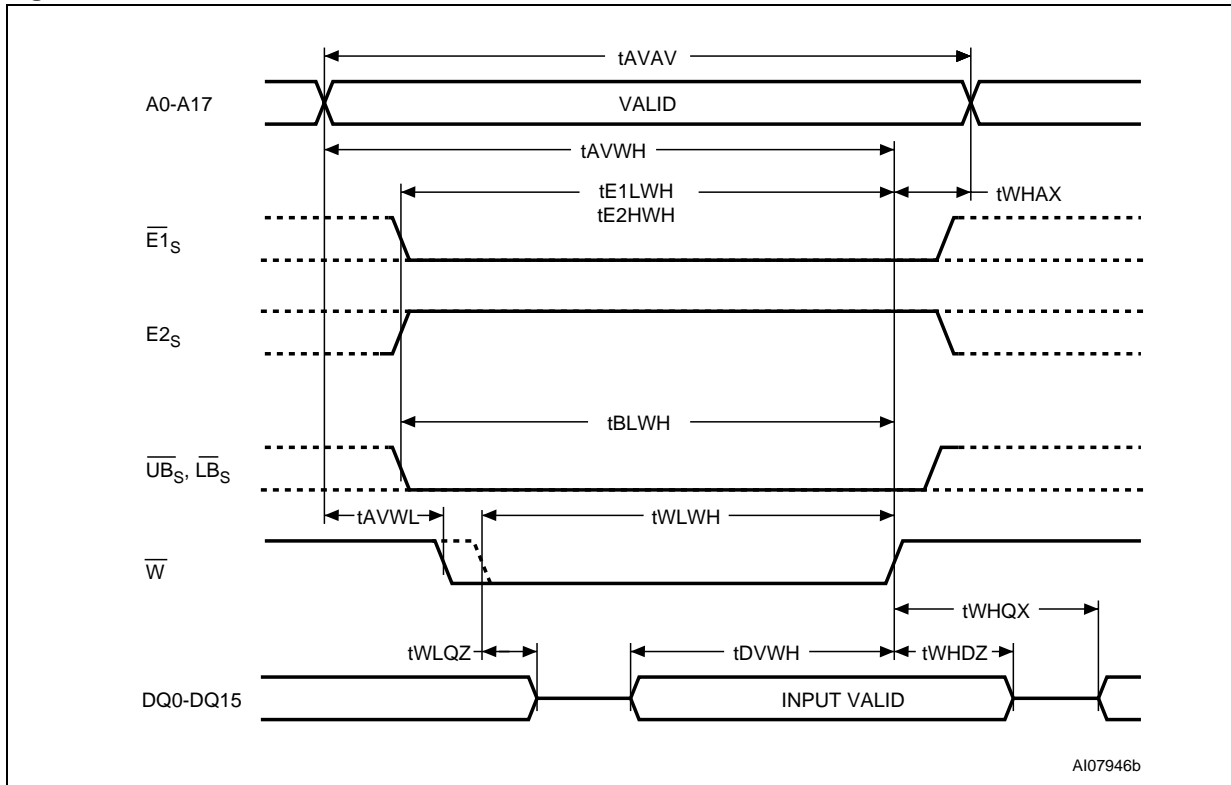 tAVAV
A0-A17
VALID
tAVWH
tE1LWH
tE2HWH
tWHAX
E1S
E2S
tBLWH
UBS, LBS
tAVWL
tWLWH
W
tWHQX
tWLQZ
tDVWH
tWHDZ
DQ0-DQ15
INPUT VALID
AI07946b